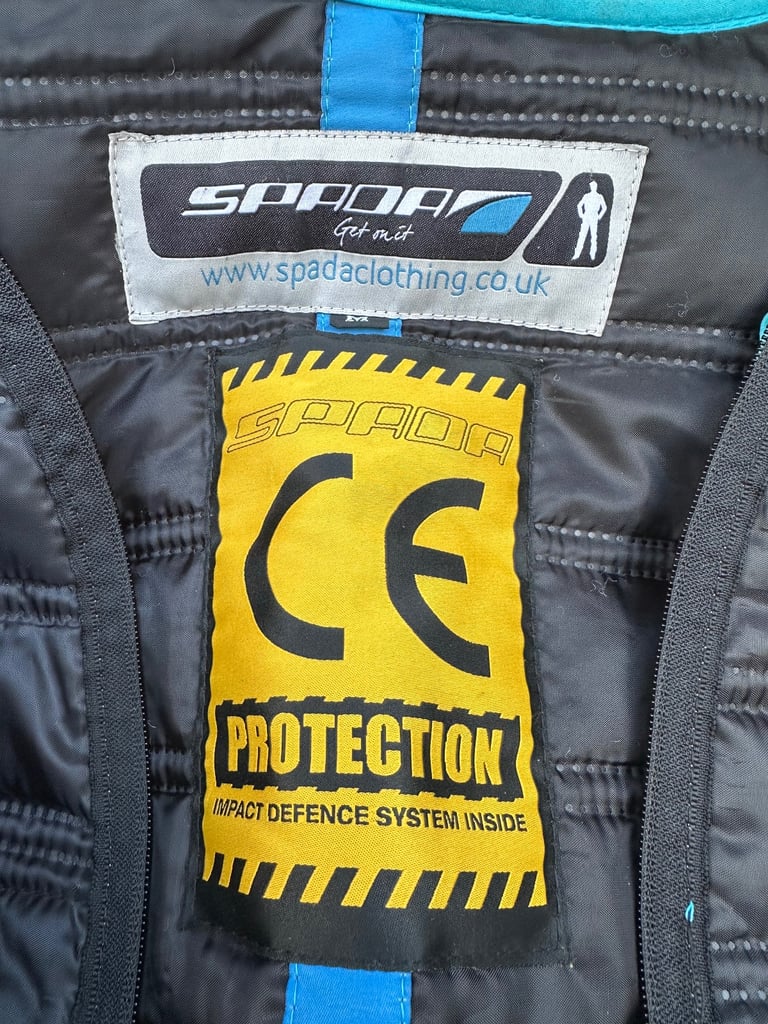 SPADA
Get on it
www.spadaclothing.co.uk
SPADA
CE
PROTECTION
IMPACT DEFENCE SYSTEM INSIDE